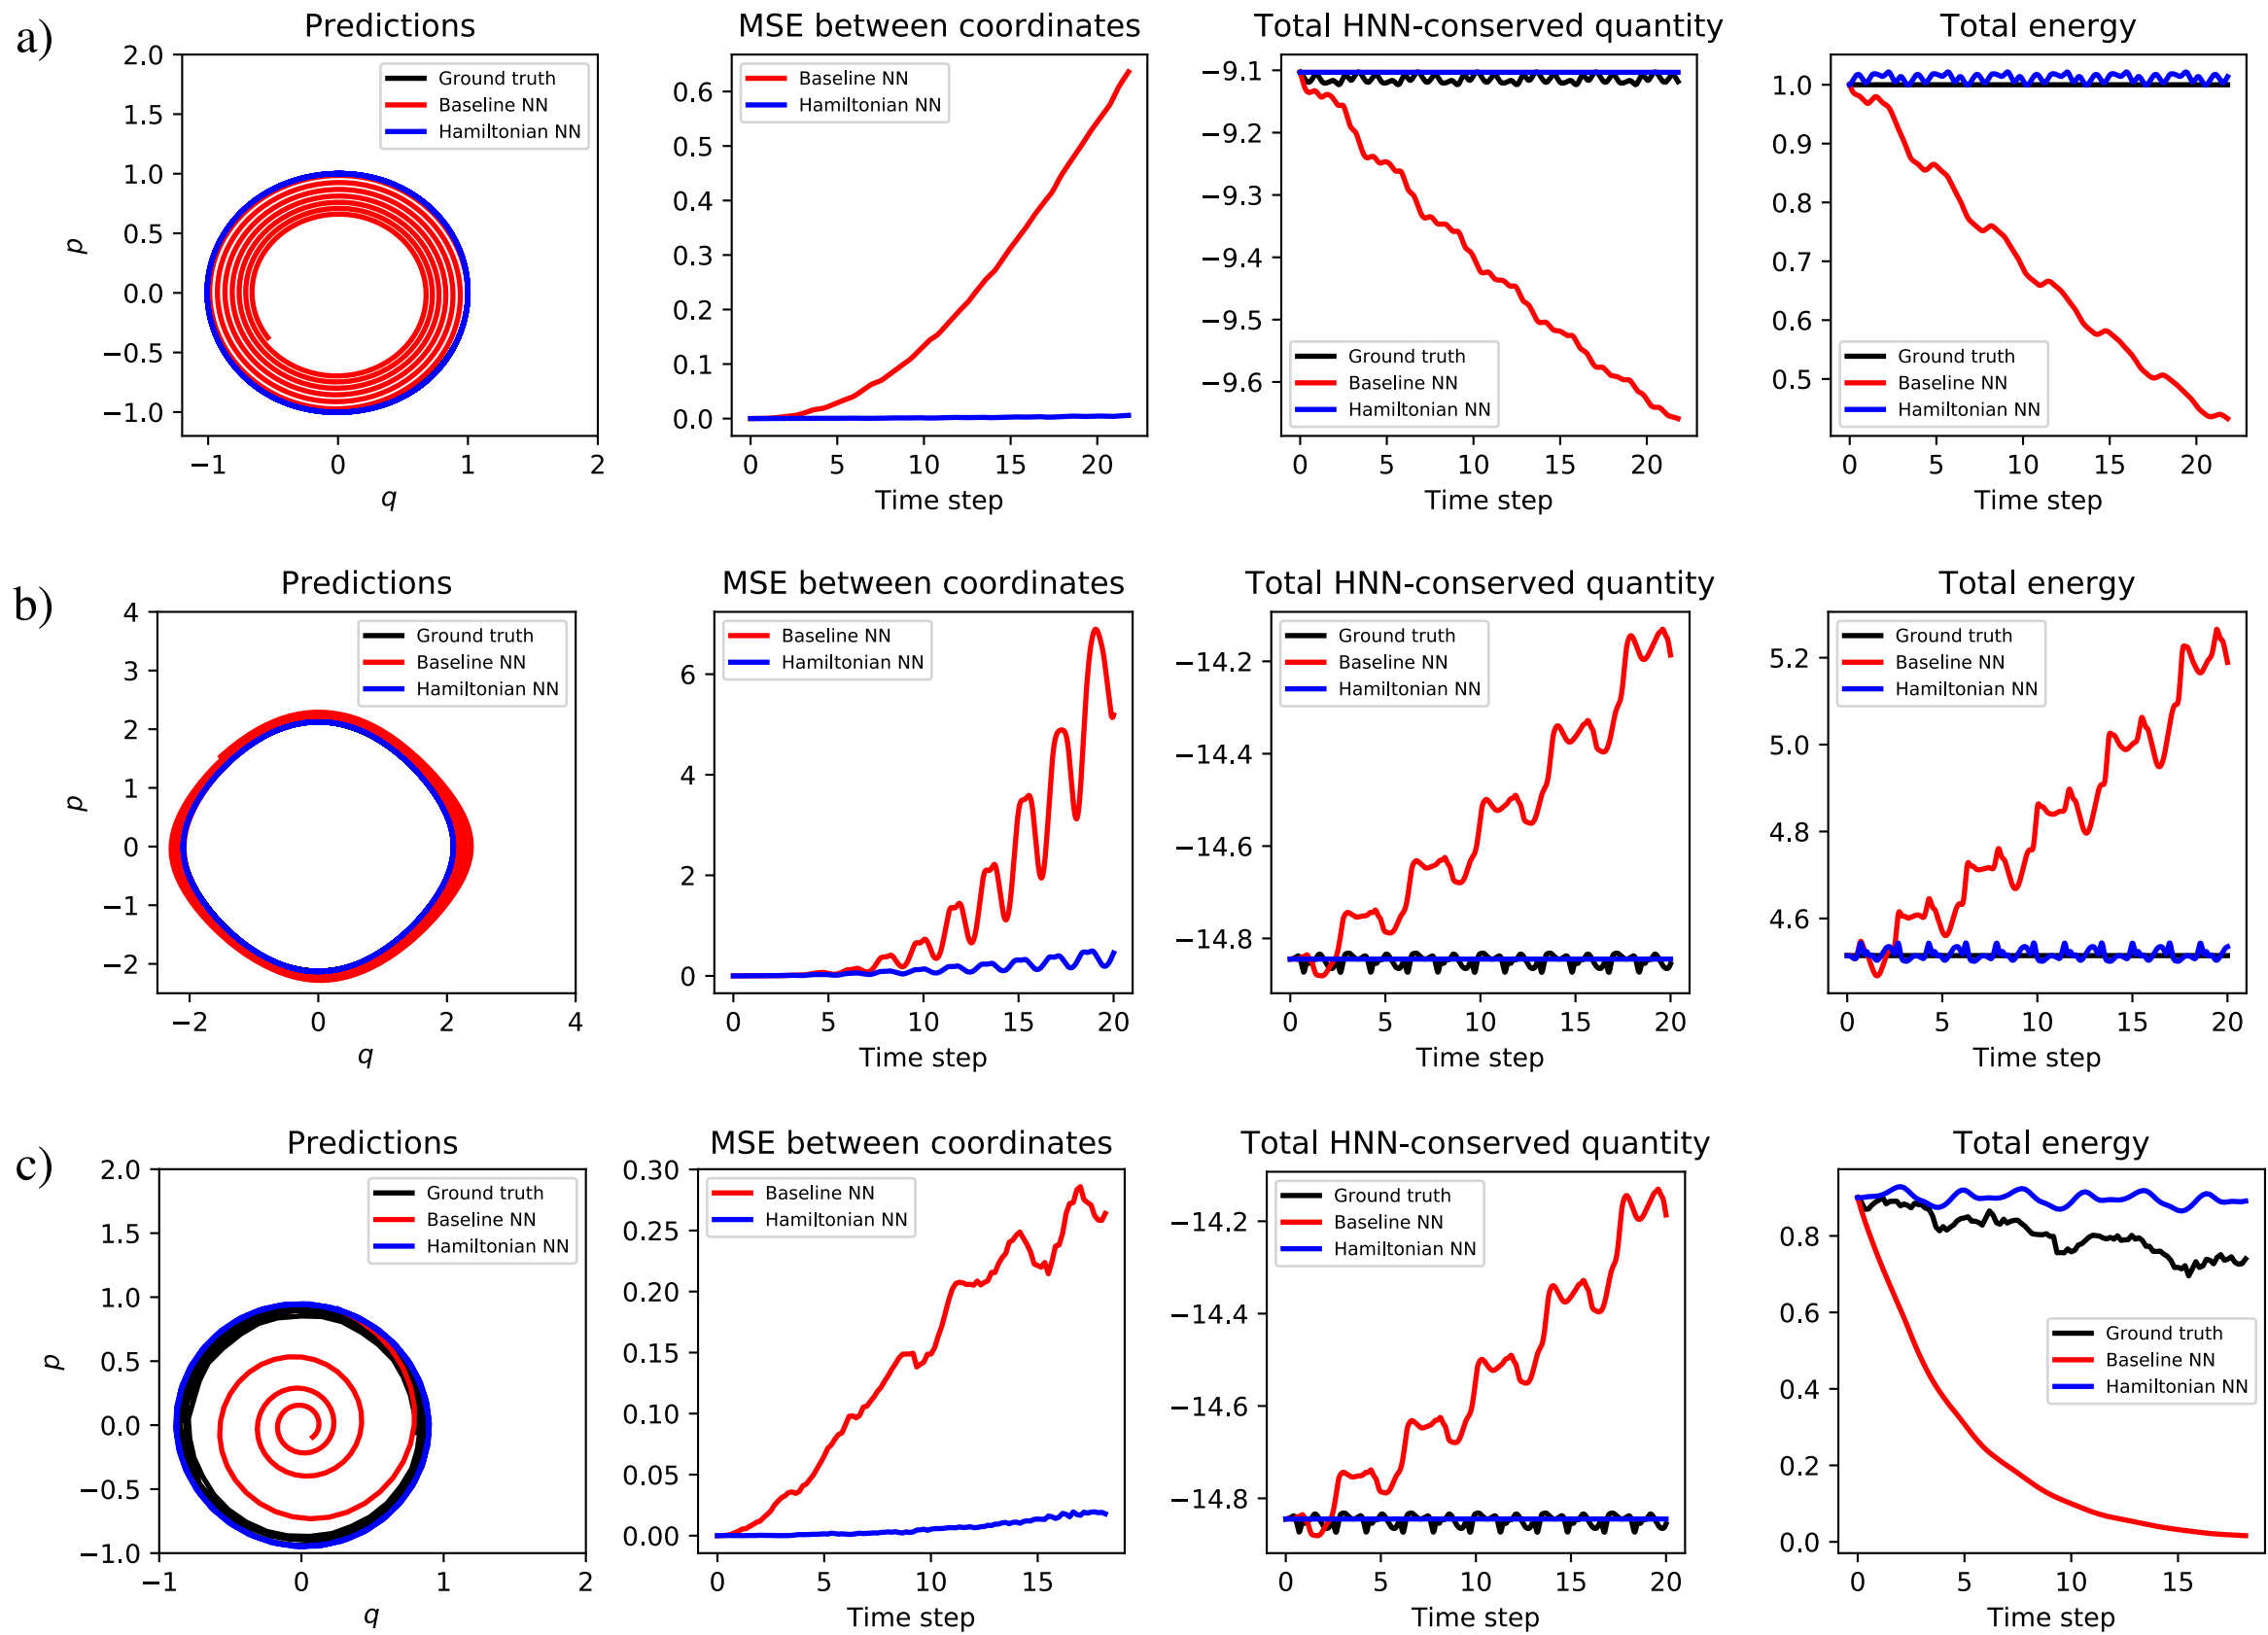 a)
Predictions
MSE between coordinates
Total HNN-conserved quantity
Total energy
2.0
1.5
1.0
0.5
0.0
−0.5
−1.0
p
Ground truth
Baseline NN
Hamiltonian NN
−1
0
1
2
q
0.6
0.5
0.4
0.3
0.2
0.1
0.0
Baseline NN
Hamiltonian NN
0
5
10
15
20
Time step
−9.1
−9.2
−9.3
−9.4
−9.5
−9.6
Ground truth
Baseline NN
Hamiltonian NN
0
5
10
15
20
Time step
1.0
0.9
0.8
0.7
0.6
0.5
Ground truth
Baseline NN
Hamiltonian NN
0
5
10
15
20
Time step
b)
Predictions
MSE between coordinates
Total HNN-conserved quantity
Total energy
4
3
2
1
0
−1
−2
p
Ground truth
Baseline NN
Hamiltonian NN
−2
0
2
4
q
6
4
2
0
Baseline NN
Hamiltonian NN
0
5
10
15
20
Time step
−14.2
−14.4
−14.6
−14.8
Ground truth
Baseline NN
Hamiltonian NN
0
5
10
15
20
Time step
5.2
5.0
4.8
4.6
Ground truth
Baseline NN
Hamiltonian NN
0
5
10
15
20
Time step
c)
Predictions
MSE between coordinates
Total HNN-conserved quantity
Total energy
2.0
1.5
1.0
0.5
0.0
−0.5
−1.0
p
Ground truth
Baseline NN
Hamiltonian NN
−1
0
1
2
q
0.30
0.25
0.20
0.15
0.10
0.05
0.00
Baseline NN
Hamiltonian NN
0
5
10
15
Time step
−14.2
−14.4
−14.6
−14.8
Ground truth
Baseline NN
Hamiltonian NN
0
5
10
15
20
Time step
0.8
0.6
0.4
0.2
0.0
Ground truth
Baseline NN
Hamiltonian NN
0
5
10
15
Time step